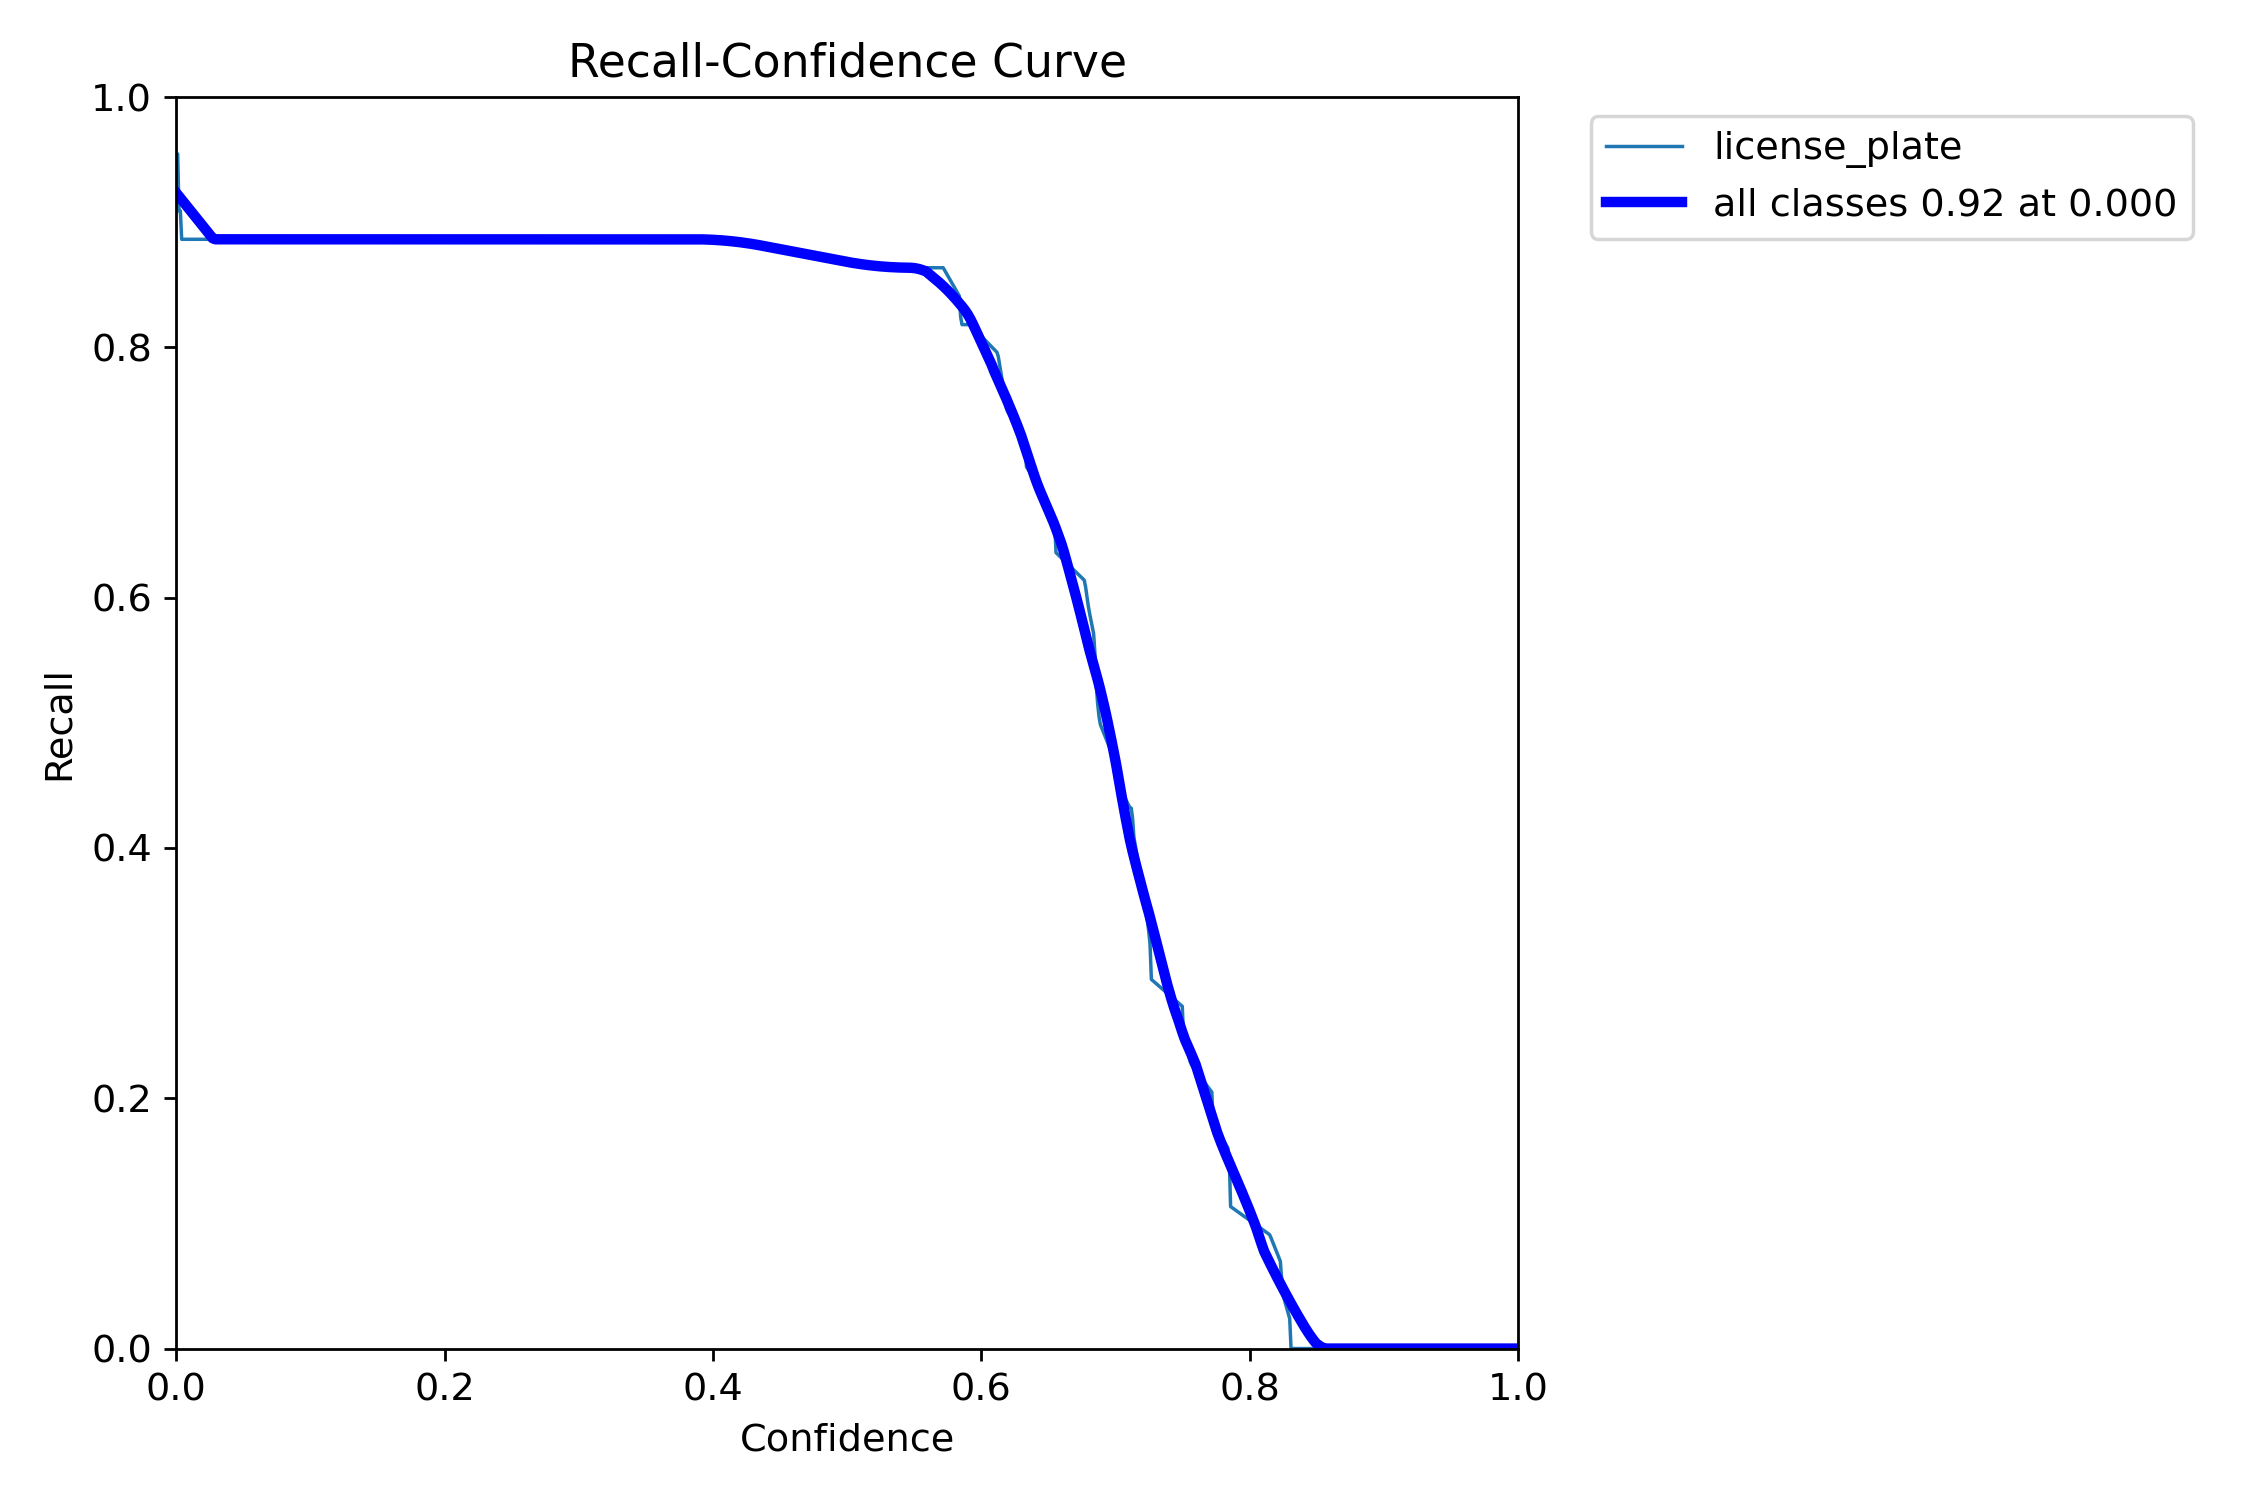 Recall-Confidence Curve
1.0
0.8
0.6
0.4
0.2
0.0
Recall
0.0 0.2 0.4 0.6 0.8 1.0
Confidence
license_plate
all classes 0.92 at 0.000